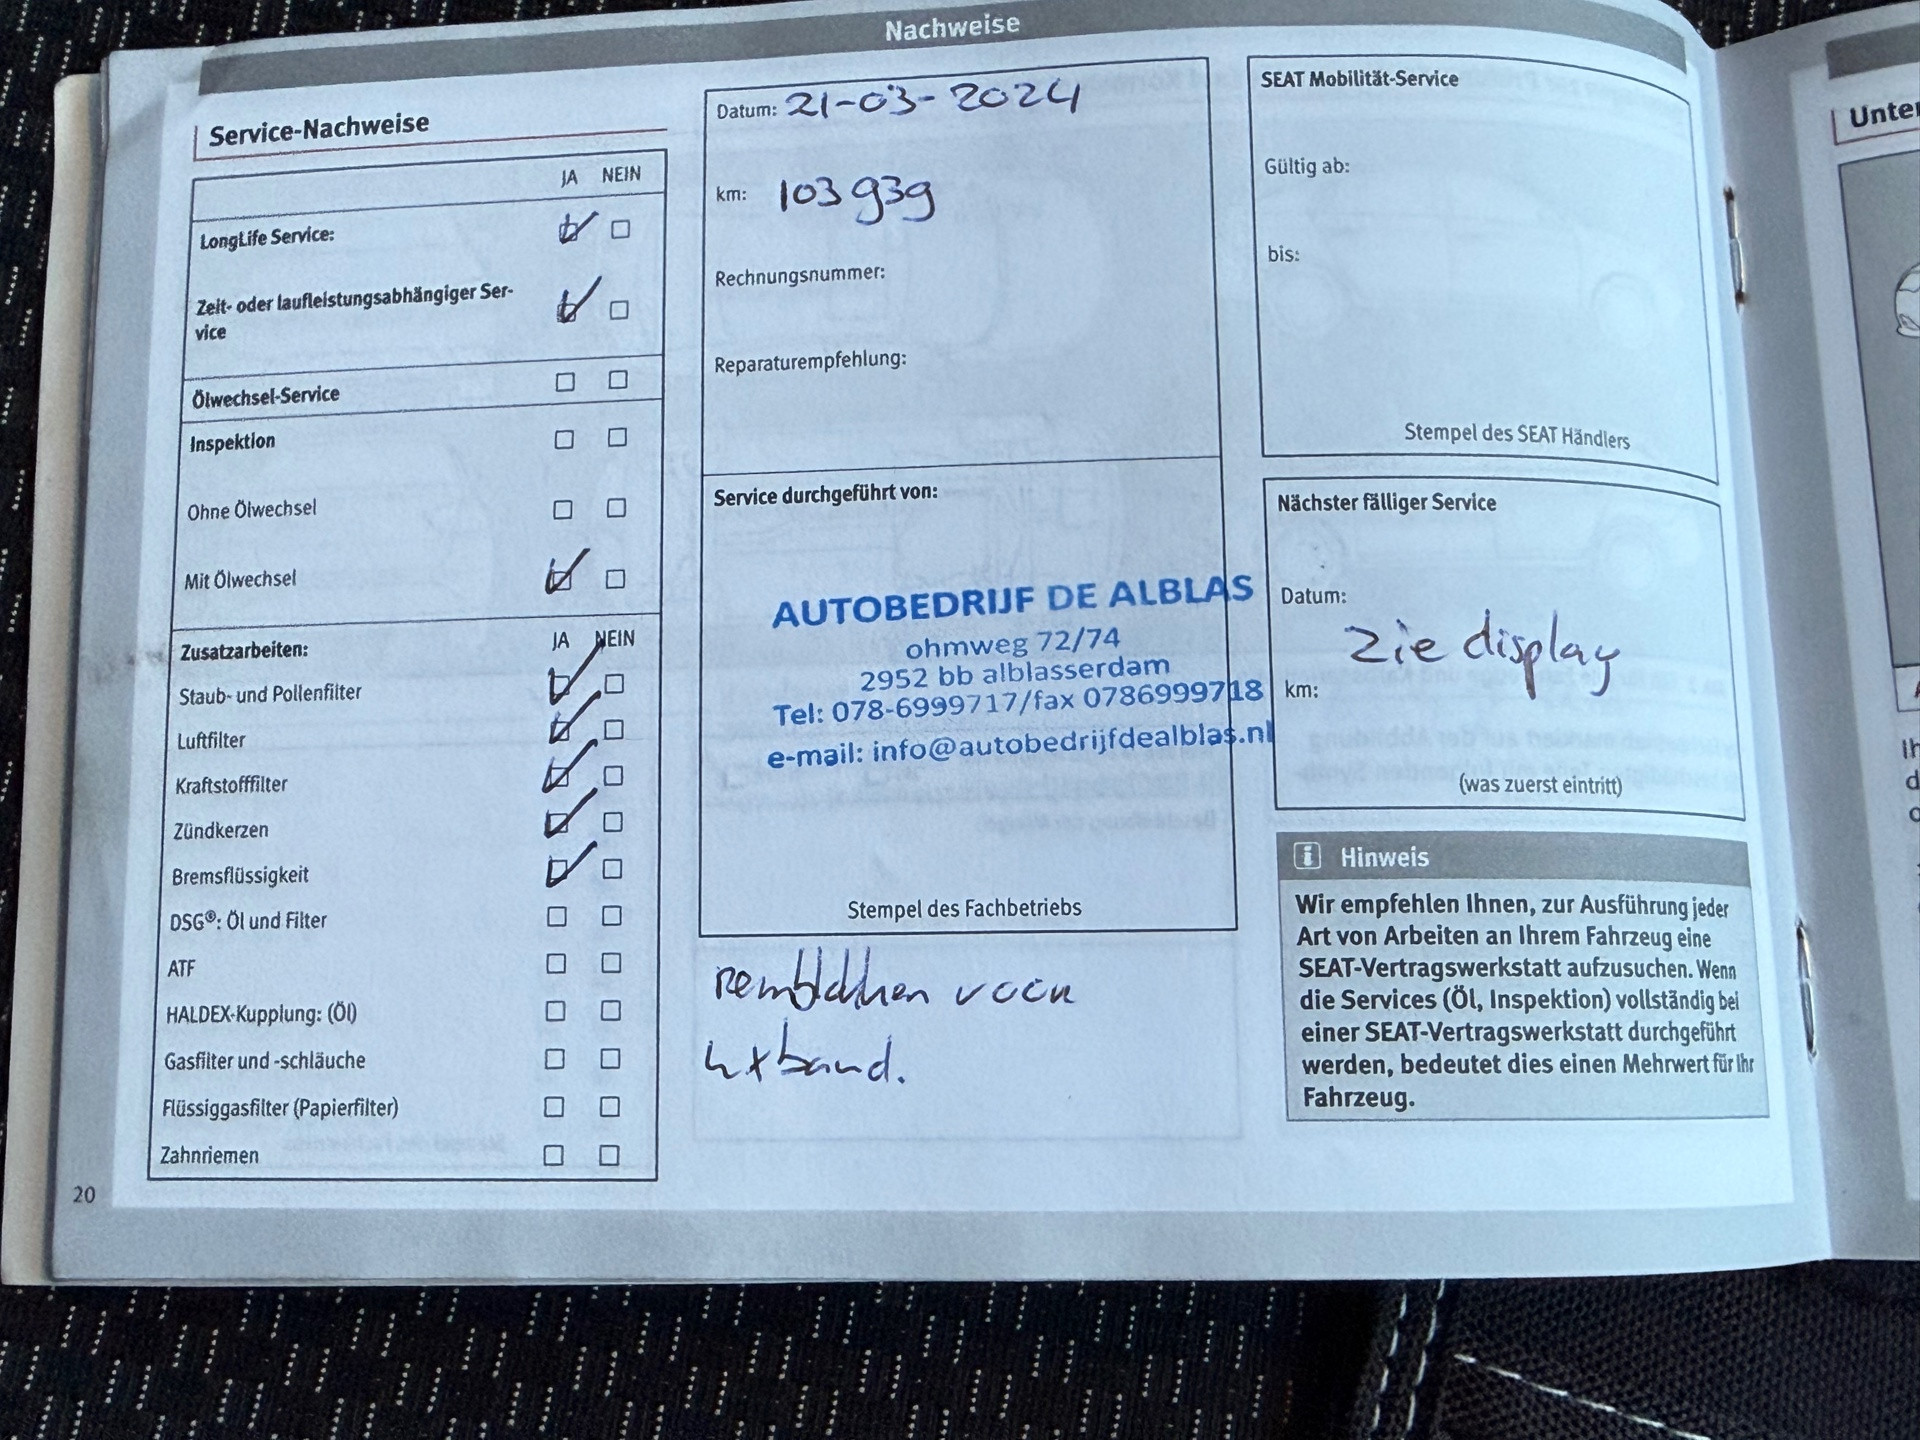 Nachweise
Service-Nachweise
JA NEIN
LongLife Service:
Zeit- oder laufleistungsabhängiger Ser-
vice
Ölwechsel-Service
Inspektion
Ohne Ölwechsel
Mit Ölwechsel
Zusatzarbeiten: JA NEIN
Staub- und Pollenfilter
Luftfilter
Kraftstofffilter
Zündkerzen
Bremsflüssigkeit
DSG®: Öl und Filter
ATF
HALDEX-Kupplung: (Öl)
Gasfilter und -schläuche
Flüssiggasfilter (Papierfilter)
Zahnriemen
20
Datum: 21-03-2024
km: 103939
Rechnungsnummer:
Reparaturempfehlung:
Service durchgeführt von:
AUTOBEDRIJF DE ALBLAS
ohmweg 72/74
2952 bb alblasserdam
Tel: 078-6999717/fax 0786999718
e-mail: info@autobedrijfdealblas.nl
Stempel des Fachbetriebs
remblokken voor
4x band.
SEAT Mobilität-Service
Gültig ab:
bis:
Stempel des SEAT Händlers
Nächster fälliger Service
Datum:
zie display
km:
(was zuerst eintritt)
i Hinweis
Wir empfehlen Ihnen, zur Ausführung jeder
Art von Arbeiten an Ihrem Fahrzeug eine
SEAT-Vertragswerkstatt aufzusuchen. Wenn
die Services (Öl, Inspektion) vollständig bei
einer SEAT-Vertragswerkstatt durchgeführt
werden, bedeutet dies einen Mehrwert für Ihr
Fahrzeug.